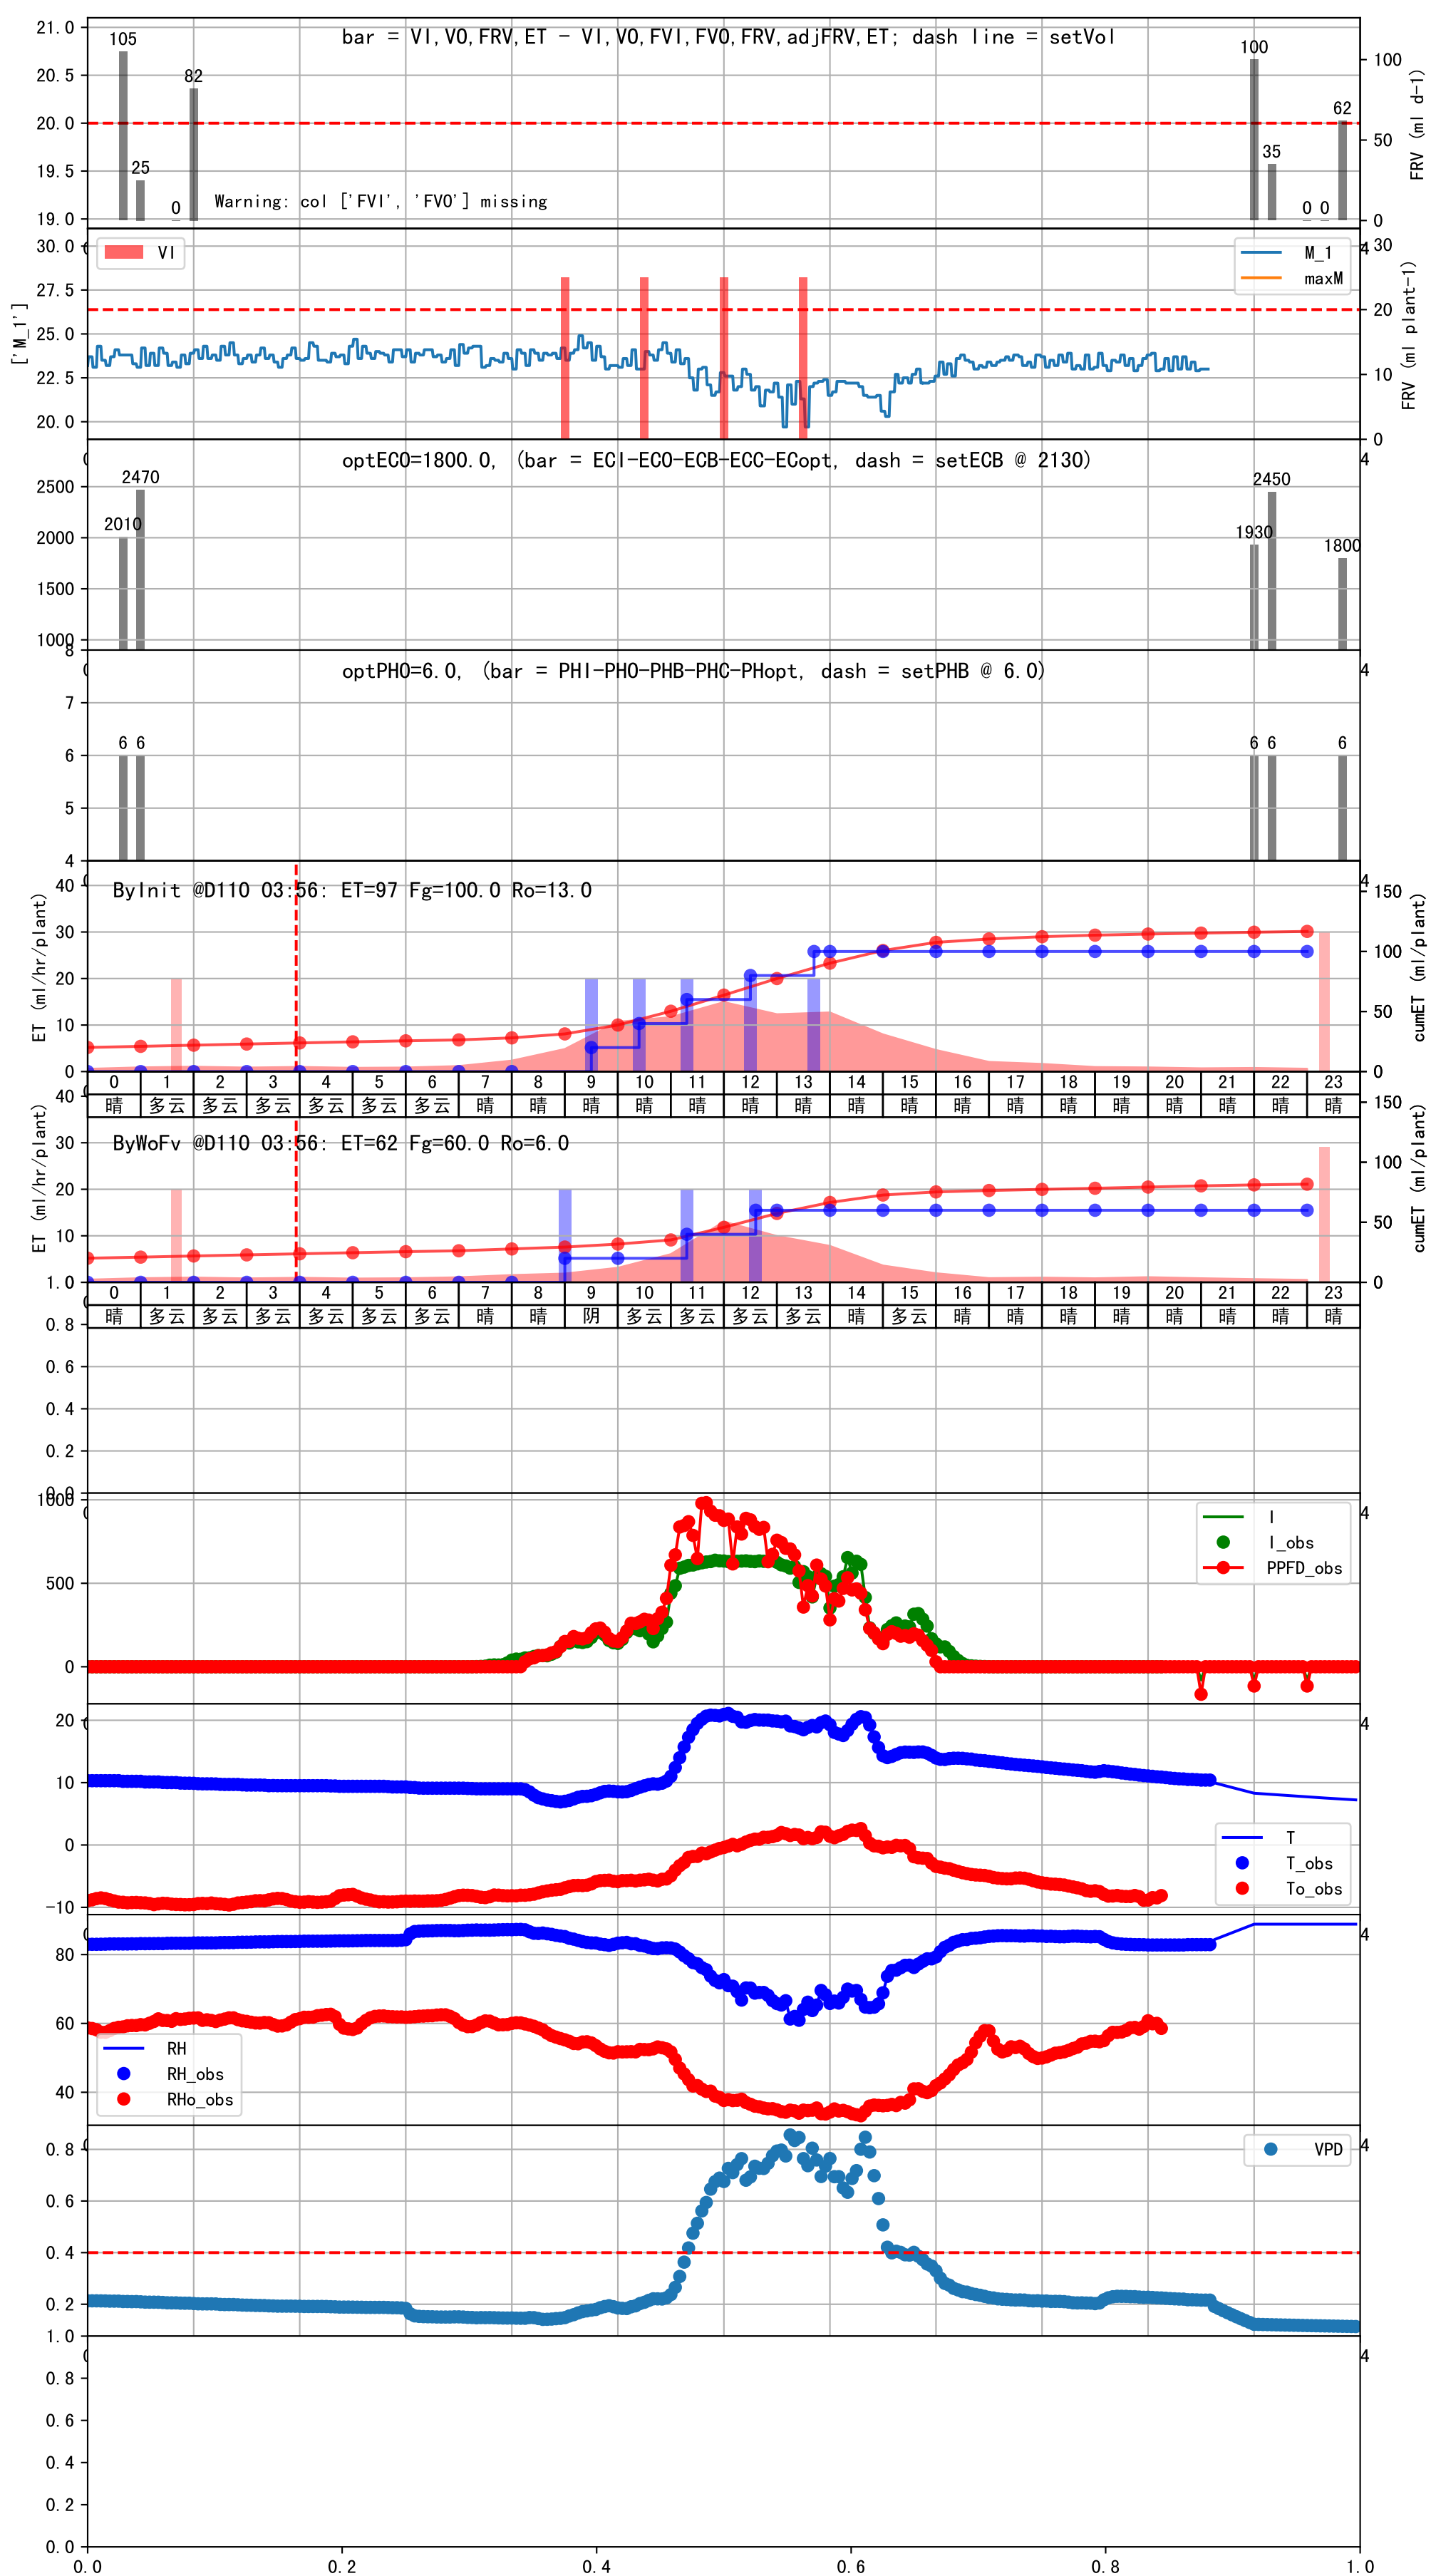 bar = VI,VO,FRV,ET - VI,VO,FVI,FVO,FRV,adjFRV,ET; dash line = setVol
21.0 20.5 20.0 19.5 19.0
105 25 0 82 100 35 0 0 62
Warning: col ['FVI', 'FVO'] missing
100 50 0
FRV (ml d-1)
VI
M_1
maxM
['M_1']
30.0 27.5 25.0 22.5 20.0
30 20 10 0
FRV (ml plant-1)
optECO=1800.0, (bar = ECI-ECO-ECB-ECC-ECopt, dash = setECB @ 2130)
2500 2000 1500 1000
2010 2470 1930 2450 1800
optPHO=6.0, (bar = PHI-PHO-PHB-PHC-PHopt, dash = setPHB @ 6.0)
8 7 6 5 4
6 6 6 6 6
ByInit @D110 03:56: ET=97 Fg=100.0 Ro=13.0
ET (ml/hr/plant)
40 30 20 10 0
150 100 50 0
cumET (ml/plant)
0 1 2 3 4 5 6 7 8 9 10 11 12 13 14 15 16 17 18 19 20 21 22 23
晴 多云 多云 多云 多云 多云 多云 晴 晴 晴 晴 晴 晴 晴 晴 晴 晴 晴 晴 晴 晴 晴 晴 晴
ByWoFv @D110 03:56: ET=62 Fg=60.0 Ro=6.0
ET (ml/hr/plant)
40 30 20 10
150 100 50 0
cumET (ml/plant)
0 1 2 3 4 5 6 7 8 9 10 11 12 13 14 15 16 17 18 19 20 21 22 23
晴 多云 多云 多云 多云 多云 多云 晴 晴 阴 多云 多云 多云 多云 晴 多云 晴 晴 晴 晴 晴 晴 晴 晴
1.0 0.8 0.6 0.4 0.2
1000 500 0
I
I_obs
PPFD_obs
20 10 0 -10
T
T_obs
To_obs
80 60 40
RH
RH_obs
RHo_obs
0.8 0.6 0.4 0.2
VPD
1.0 0.8 0.6 0.4 0.2 0.0
0.0 0.2 0.4 0.6 0.8 1.0